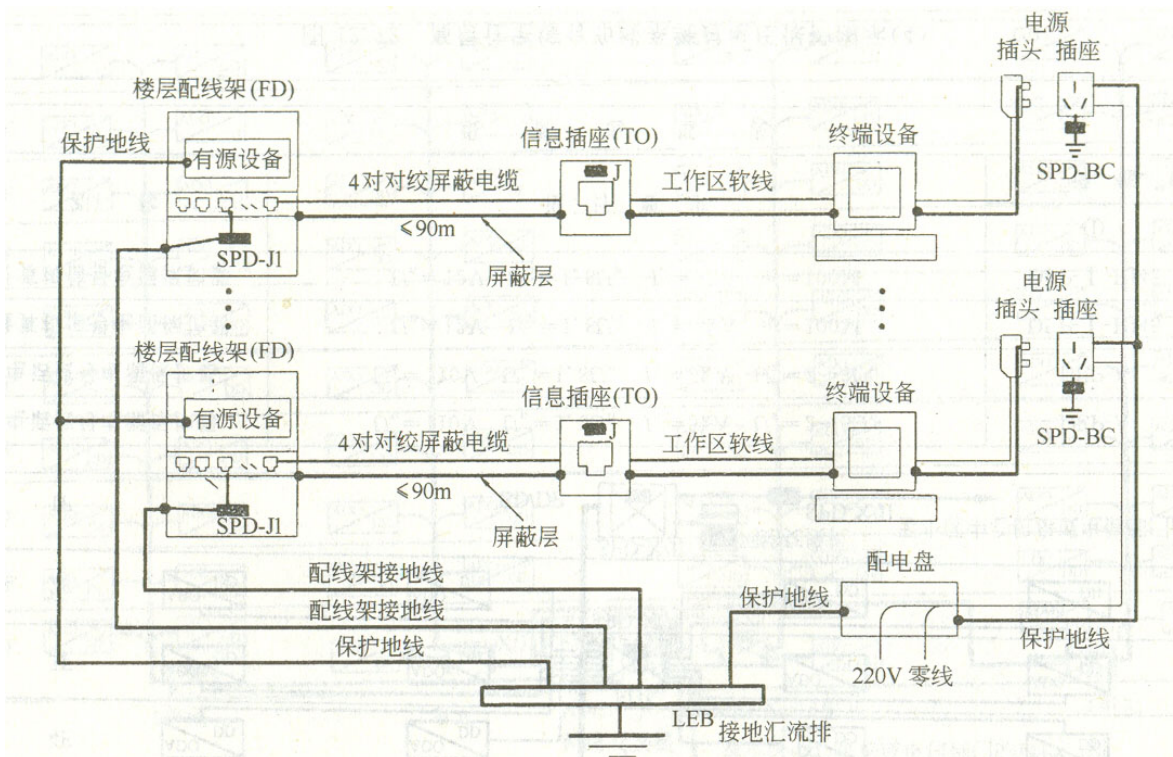 电源
插头 插座
楼层配线架(FD)
保护地线
有源设备
信息插座(TO)
终端设备
J
4对对绞屏蔽电缆
工作区软线
≤90m
SPD-BC
SPD-J1
屏蔽层
电源
插头 插座
楼层配线架(FD)
有源设备
信息插座(TO)
终端设备
J
4对对绞屏蔽电缆
工作区软线
≤90m
SPD-BC
SPD-J1
屏蔽层
配线架接地线
配电盘
配线架接地线
保护地线
保护地线
保护地线
220V 零线
LEB
接地汇流排